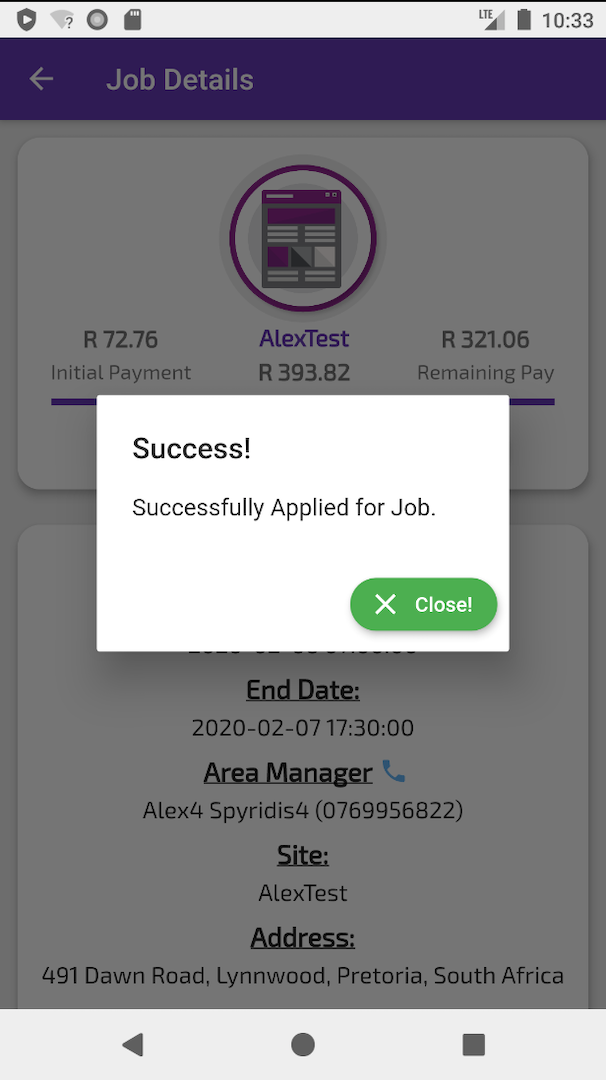 LTE 10:33
Job Details
R 72.76 AlexTest R 321.06
Initial Payment R 393.82 Remaining Pay
Success!
Successfully Applied for Job.
Close!
End Date:
2020-02-07 17:30:00
Area Manager
Alex4 Spyridis4 (0769956822)
Site:
AlexTest
Address:
491 Dawn Road, Lynnwood, Pretoria, South Africa